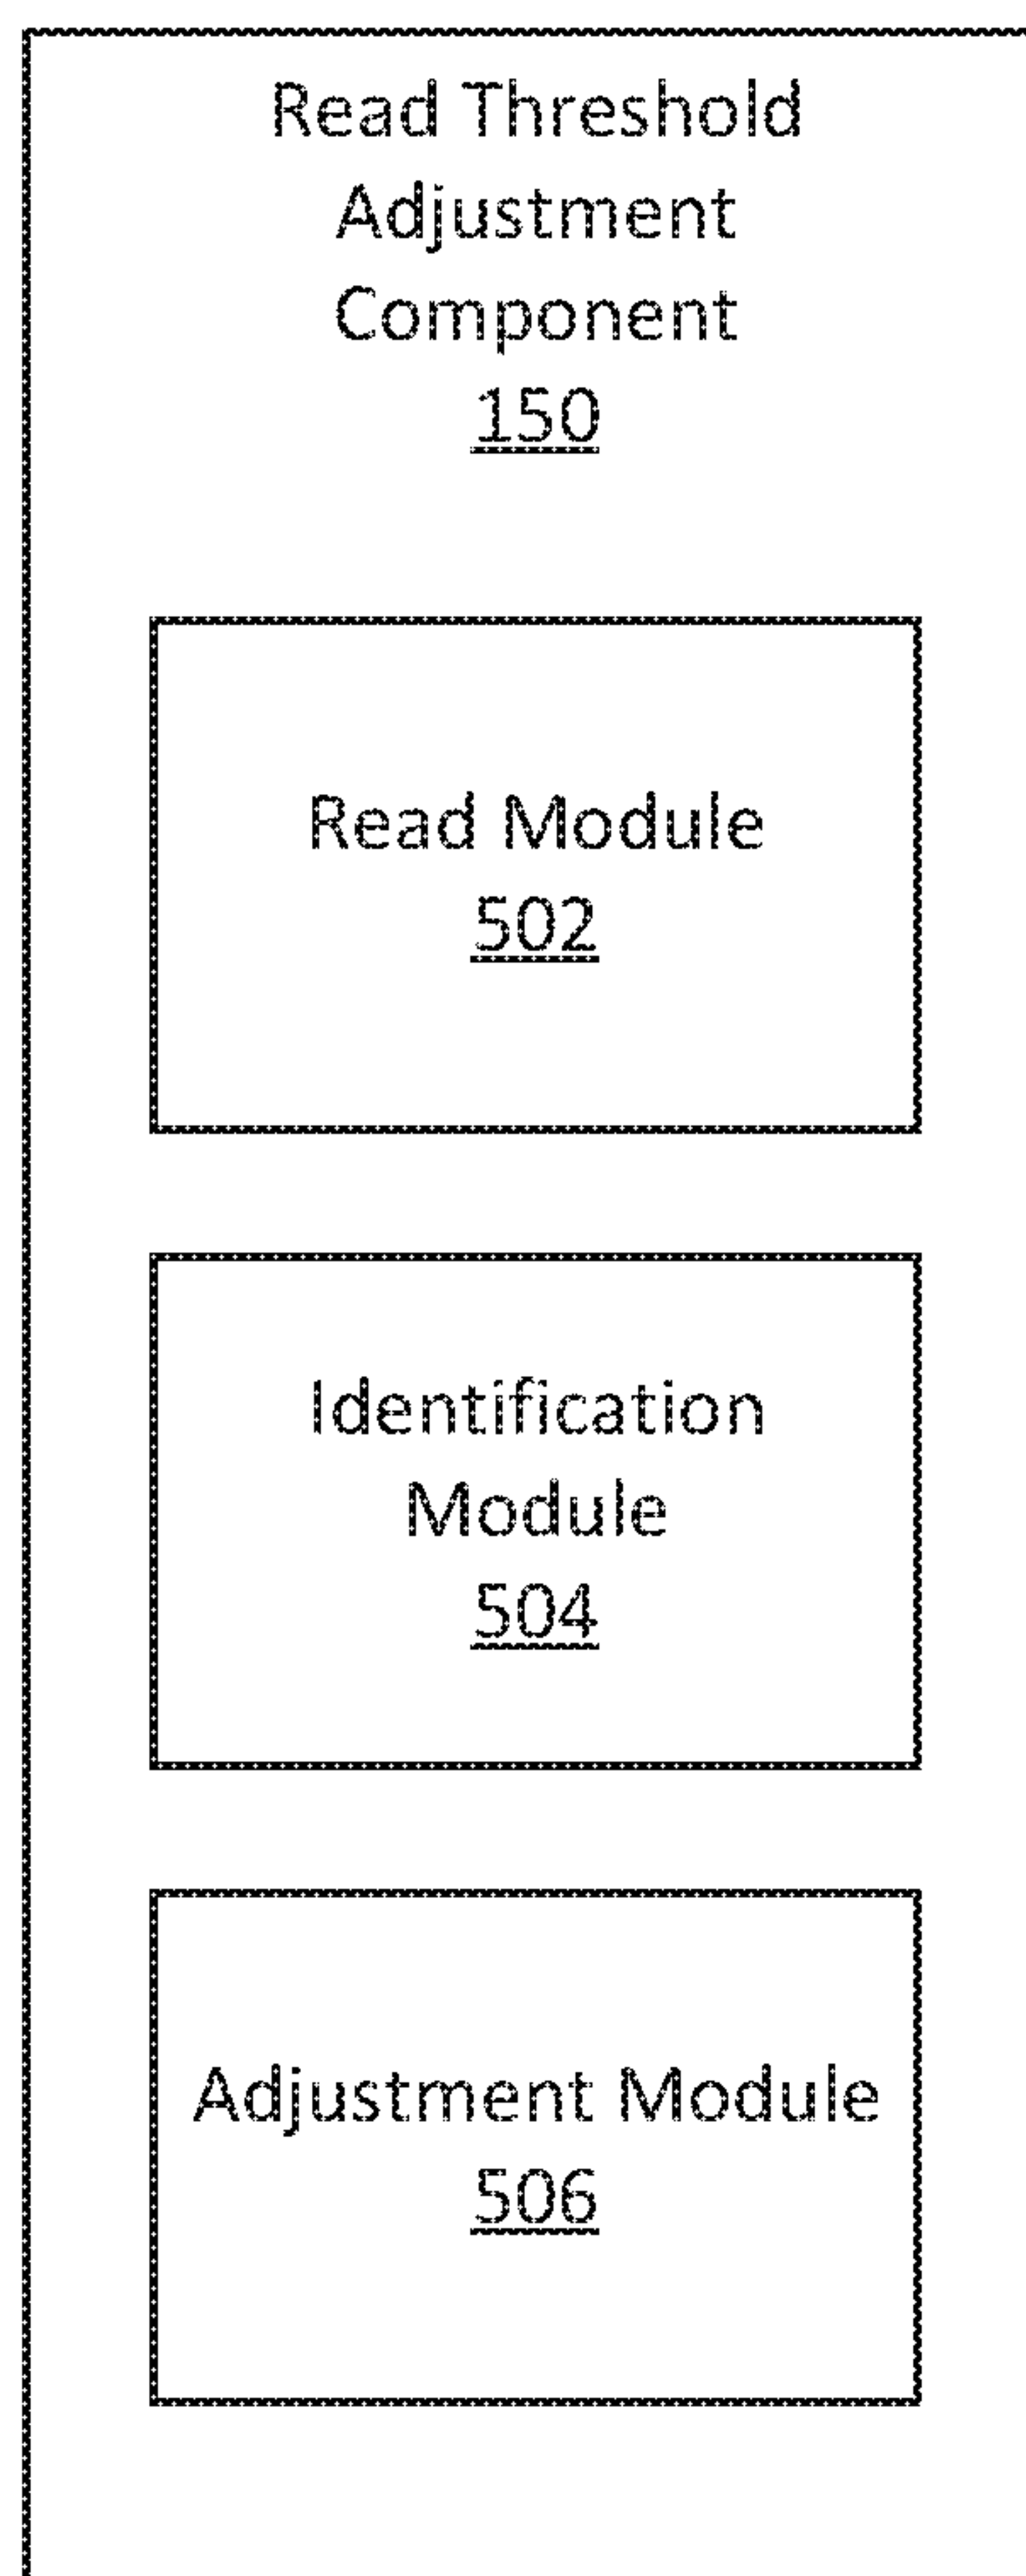 Read Threshold
Adjustment
Component
150
Read Module
502
Identification
Module
504
Adjustment Module
506